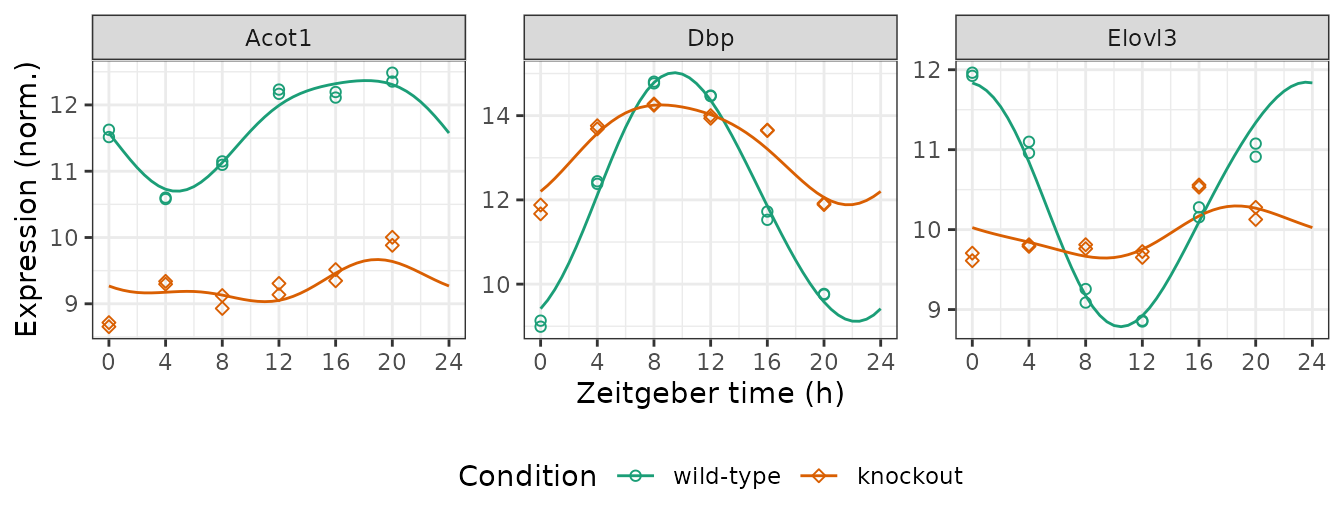 Acot1 Dbp Elovl3
Expression (norm.)
12
11
10
9
14
12
10
12
11
10
9
0 4 8 12 16 20 24 0 4 8 12 16 20 24 0 4 8 12 16 20 24
Zeitgeber time (h)
Condition wild-type knockout